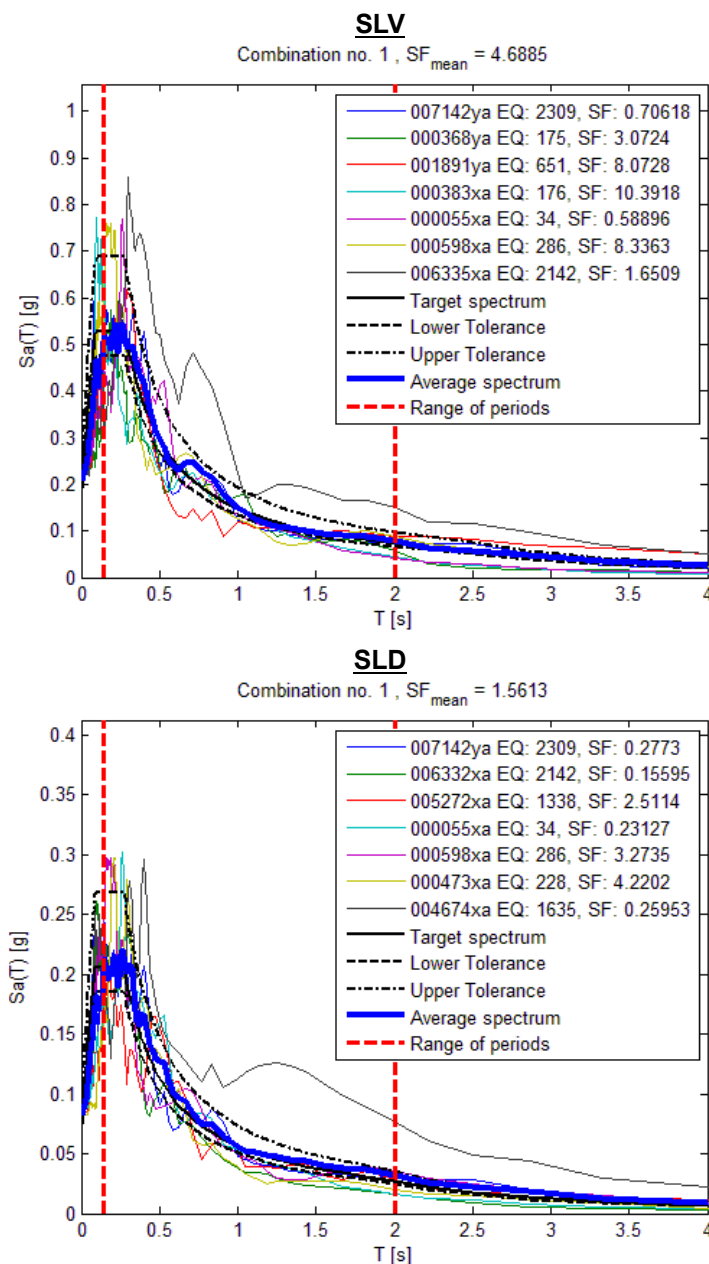 SLV
Combination no. 1 , SFmean = 4.6885
1
0.9
0.8
0.7
0.6
0.5
0.4
0.3
0.2
0.1
0
Sa(T) [g]
007142ya EQ: 2309, SF: 0.70618
000368ya EQ: 175, SF: 3.0724
001891ya EQ: 651, SF: 8.0728
000383xa EQ: 176, SF: 10.3918
000055xa EQ: 34, SF: 0.58896
000598xa EQ: 286, SF: 8.3363
006335xa EQ: 2142, SF: 1.6509
Target spectrum
Lower Tolerance
Upper Tolerance
Average spectrum
Range of periods
0 0.5 1 1.5 2 2.5 3 3.5 4
T [s]
SLD
Combination no. 1 , SFmean = 1.5613
0.4
0.35
0.3
0.25
0.2
0.15
0.1
0.05
0
Sa(T) [g]
007142ya EQ: 2309, SF: 0.2773
006332xa EQ: 2142, SF: 0.15595
005272xa EQ: 1338, SF: 2.5114
000055xa EQ: 34, SF: 0.23127
000598xa EQ: 286, SF: 3.2735
000473xa EQ: 228, SF: 4.2202
004674xa EQ: 1635, SF: 0.25953
Target spectrum
Lower Tolerance
Upper Tolerance
Average spectrum
Range of periods
0 0.5 1 1.5 2 2.5 3 3.5 4
T [s]